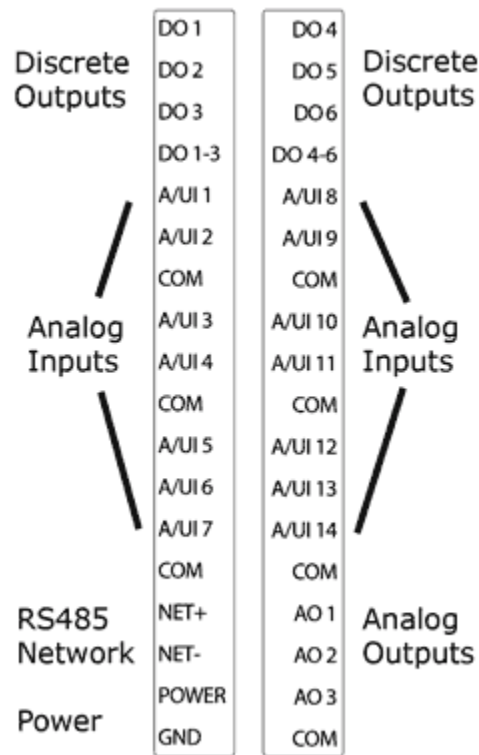 Discrete
Outputs
Analog
Inputs
RS485
Network
Power
DO 1
DO 2
DO 3
DO 1-3
A/UI 1
A/UI 2
COM
A/UI 3
A/UI 4
COM
A/UI 5
A/UI 6
A/UI 7
COM
NET+
NET-
POWER
GND
DO 4
DO 5
DO6
DO 4-6
A/UI 8
A/UI 9
COM
A/UI 10
A/UI 11
COM
A/UI 12
A/UI 13
A/UI 14
COM
AO 1
AO 2
AO 3
COM
Discrete
Outputs
Analog
Inputs
Analog
Outputs